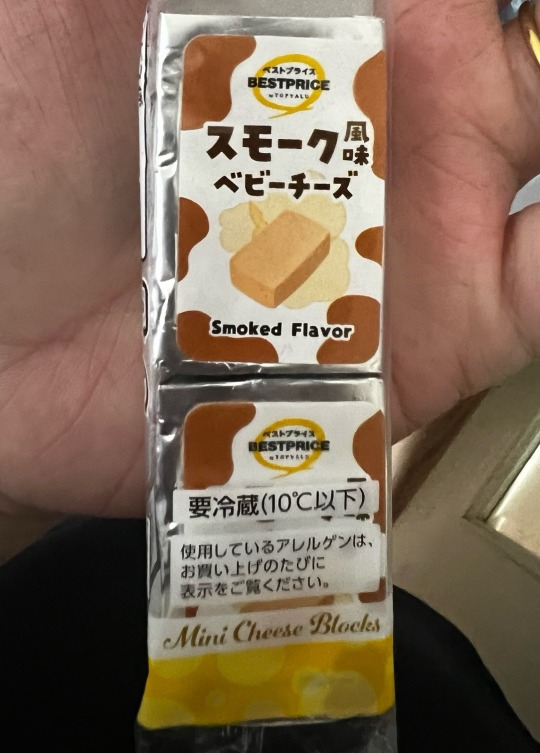 ベストプライス
BESTPRICE
by TOPVALU
スモーク風味
ベビーチーズ
Smoked Flavor
ベストプライス
BESTPRICE
by TOPVALU
要冷蔵(10℃以下)
使用しているアレルゲンは、
お買い上げのたびに
表示をご覧ください。
Mini Cheese Blocks